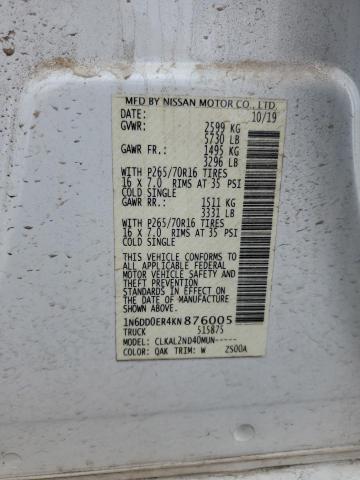 MFD BY NISSAN MOTOR CO., LTD.
DATE: 10/19
GVWR: 2599 KG
5730 LB
GAWR FR.: 1495 KG
3296 LB
WITH P265/70R16 TIRES
16 X 7.0 RIMS AT 35 PSI
COLD SINGLE
GAWR RR.: 1511 KG
3331 LB
WITH P265/70R16 TIRES
16 X 7.0 RIMS AT 35 PSI
COLD SINGLE
THIS VEHICLE CONFORMS TO ALL
APPLICABLE U.S. FEDERAL
MOTOR VEHICLE SAFETY AND
THEFT PREVENTION
STANDARDS IN EFFECT ON
THE DATE OF MANUFACTURE
SHOWN ABOVE.
1N6DD0ER4KN876005
TRUCK 515875
MODEL: CLKAL2ND40MUN-----
COLOR: QAK TRIM: W 2S00A